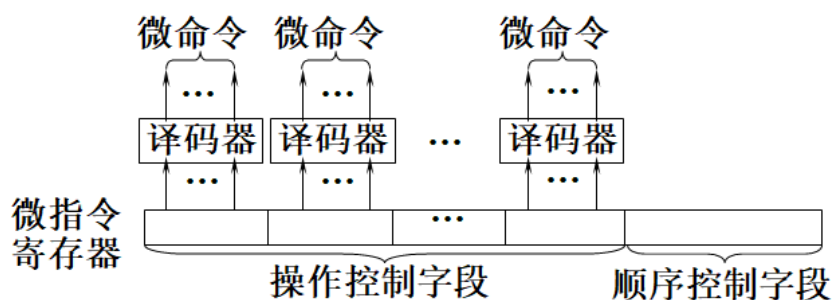 微命令 微命令 微命令
... ... ...
译码器 译码器 ... 译码器
... ... ...
微指令
寄存器
...
操作控制字段 顺序控制字段